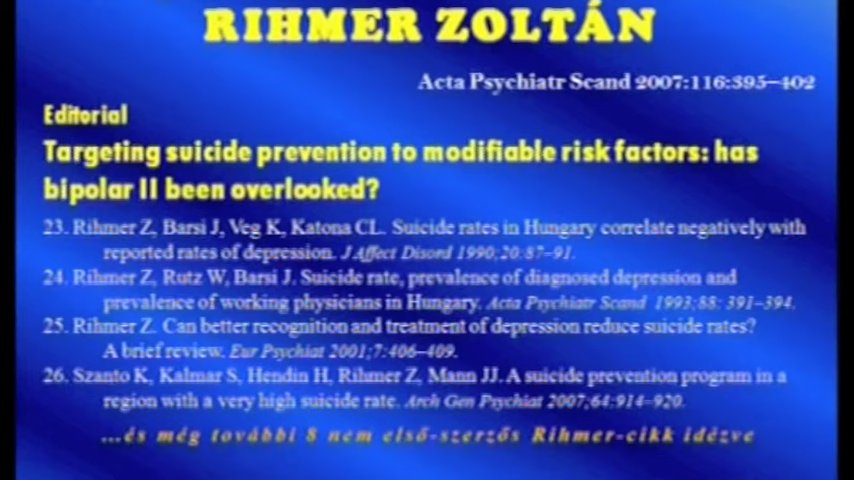 RIHMER ZOLTÁN
Acta Psychiatr Scand 2007:116:395–402
Editorial
Targeting suicide prevention to modifiable risk factors: has
bipolar II been overlooked?
23. Rihmer Z, Barsi J, Veg K, Katona CL. Suicide rates in Hungary correlate negatively with
reported rates of depression. J Affect Disord 1990;20:87–91.
24. Rihmer Z, Rutz W, Barsi J. Suicide rate, prevalence of diagnosed depression and
prevalence of working physicians in Hungary. Acta Psychiatr Scand 1993;88: 391–394.
25. Rihmer Z. Can better recognition and treatment of depression reduce suicide rates?
A brief review. Eur Psychiat 2001;7:406–409.
26. Szanto K, Kalmar S, Hendin H, Rihmer Z, Mann JJ. A suicide prevention program in a
region with a very high suicide rate. Arch Gen Psychiat 2007;64:914–920.
...és még további 8 nem első-szerzős Rihmer-cikk idézve